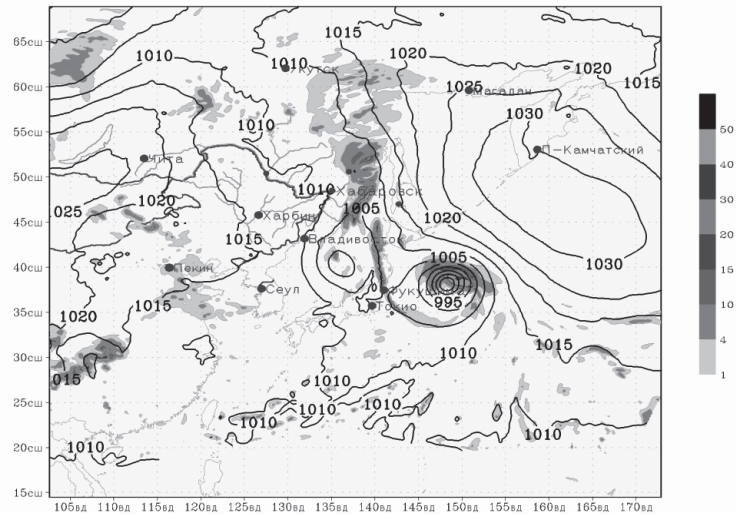 65сш
60сш
55сш
50сш
45сш
40сш
35сш
30сш
25сш
20сш
15сш
105вд 110вд 115вд 120вд 125вд 130вд 135вд 140вд 145вд 150вд 155вд 160вд 165вд 170вд
1015
1010
1020
1010
1020
1025
1015
1010
1030
1010
1020
025
1005
1020
1015
1005
1030
1015
995
1020
1015
1010
015
1010
1010
1010
1010
1010
1010
Магадан
П-Камчатский
Чита
Хабаровск
Харбин
Владивосток
Пекин
Сеул
Токио
50
40
30
20
15
10
4
1